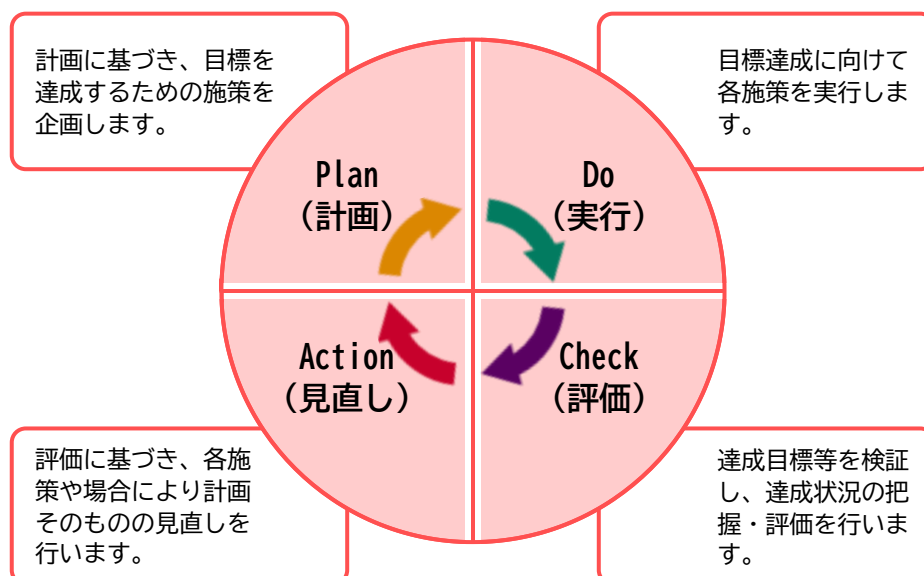 計画に基づき、目標を
達成するための施策を
企画します。
目標達成に向けて
各施策を実行しま
す。
Plan
（計画）
Do
（実行）
Action
（見直し）
Check
（評価）
評価に基づき、各施
策や場合により計画
そのものの見直しを
行います。
達成目標等を検証
し、達成状況の把
握・評価を行いま
す。